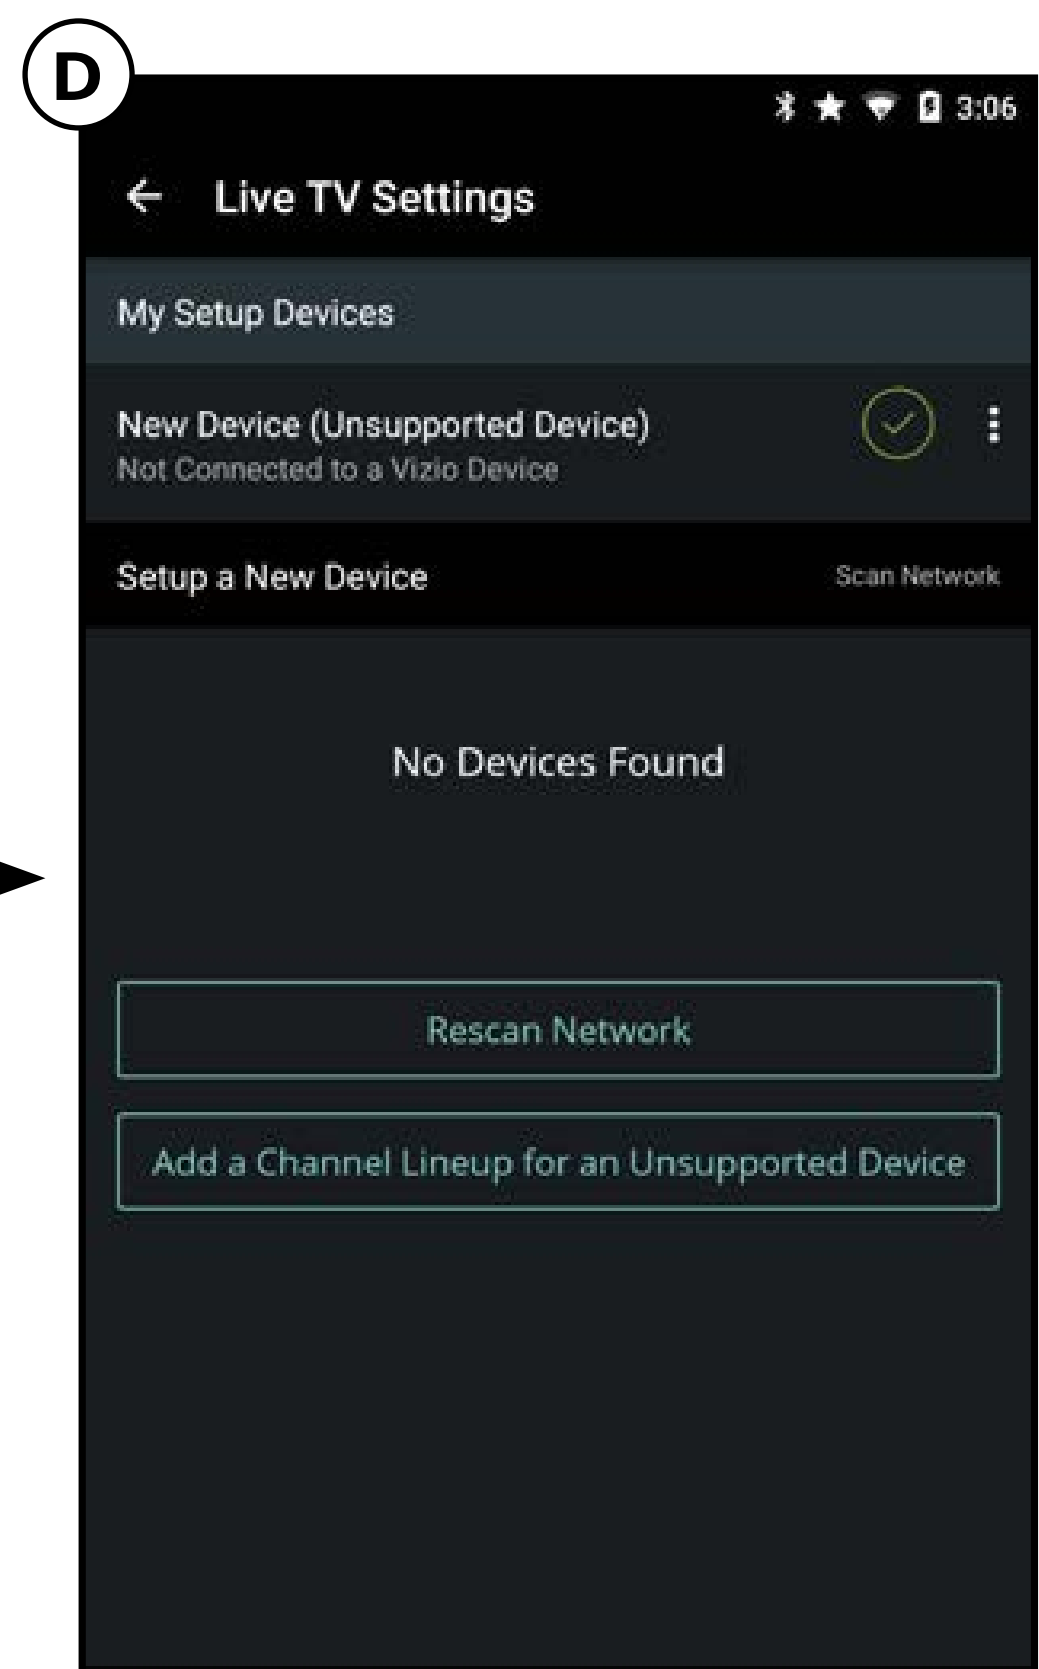 D
3:06
Live TV Settings
My Setup Devices
New Device (Unsupported Device)
Not Connected to a Vizio Device
Setup a New Device
Scan Network
No Devices Found
Rescan Network
Add a Channel Lineup for an Unsupported Device